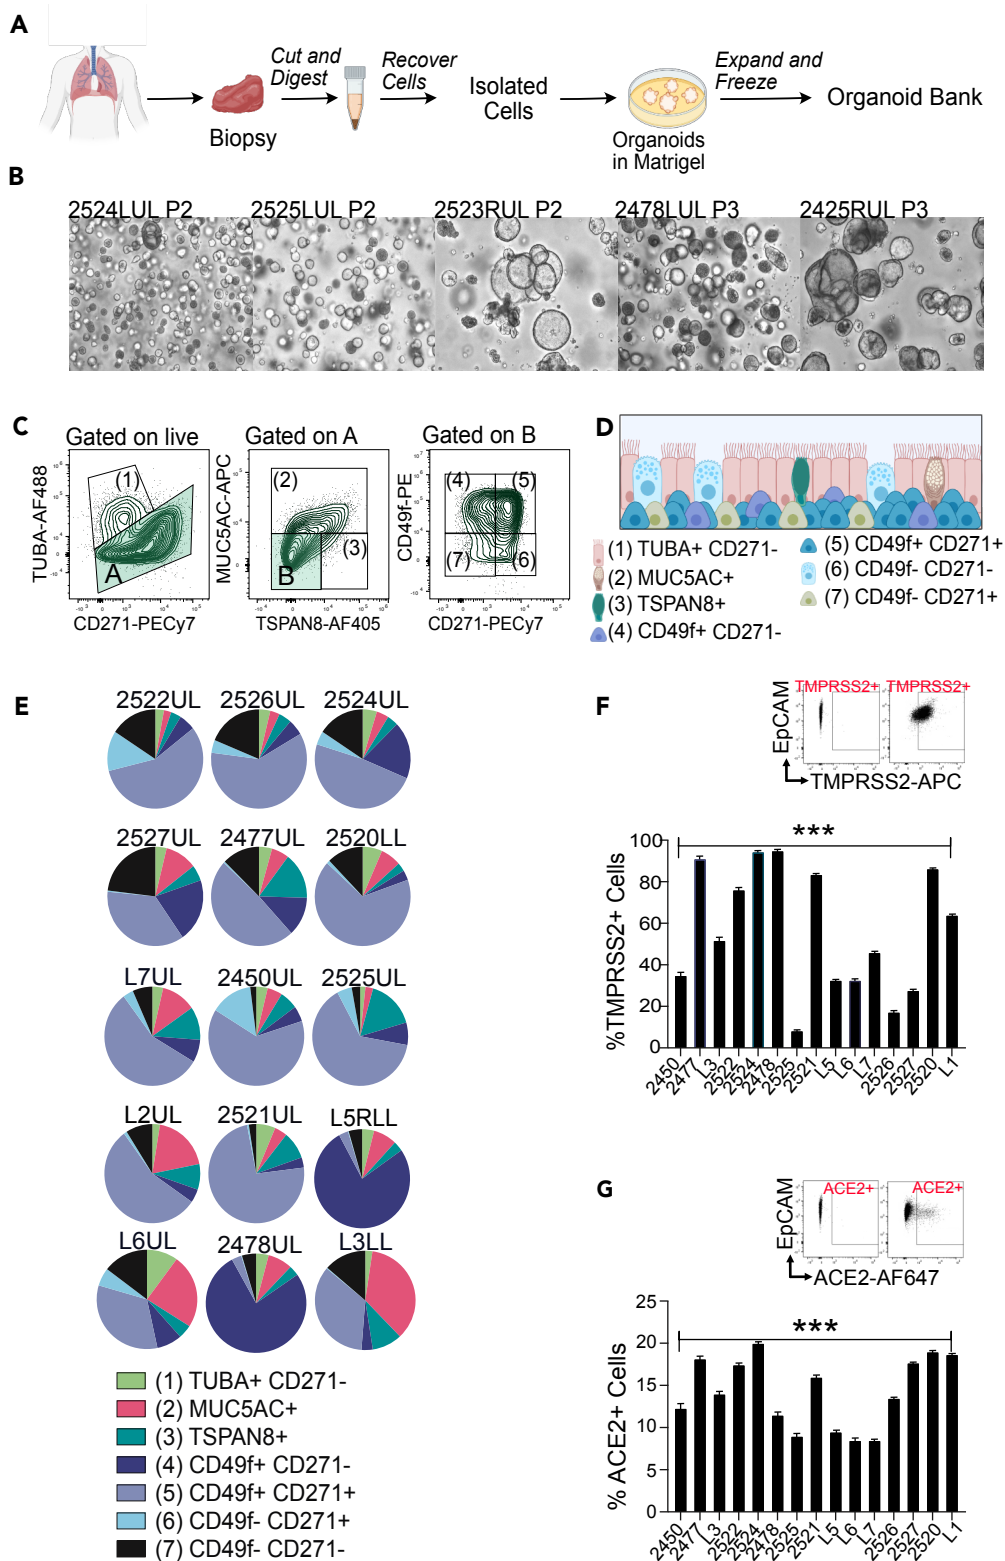 A
Cut and
Digest
Recover
Cells
Expand and
Freeze
Biopsy
Isolated
Cells
Organoids
in Matrigel
Organoid Bank
B
2524LUL P2
2525LUL P2
2523RUL P2
2478LUL P3
2425RUL P3
C
Gated on live
Gated on A
Gated on B
TUBA-AF488
(1)
A
CD271-PECy7
MUC5AC-APC
(2)
(3)
B
TSPAN8-AF405
CD49f-PE
(4)
(5)
(7)
(6)
CD271-PECy7
D
(1) TUBA+ CD271-
(2) MUC5AC+
(3) TSPAN8+
(4) CD49f+ CD271-
(5) CD49f+ CD271+
(6) CD49f- CD271-
(7) CD49f- CD271+
E
2522UL
2526UL
2524UL
2527UL
2477UL
2520LL
L7UL
2450UL
2525UL
L2UL
2521UL
L5RLL
L6UL
2478UL
L3LL
(1) TUBA+ CD271-
(2) MUC5AC+
(3) TSPAN8+
(4) CD49f+ CD271-
(5) CD49f+ CD271+
(6) CD49f- CD271+
(7) CD49f- CD271-
F
TMPRSS2+
TMPRSS2+
EpCAM
TMPRSS2-APC
***
%TMPRSS2+ Cells
100
80
60
40
20
0
2450
2477
L3
2522
2524
2478
2525
2521
L5
L6
L7
2526
2527
2520
L1
G
ACE2+
ACE2+
EpCAM
ACE2-AF647
***
% ACE2+ Cells
25
20
15
10
5
0
2450
2477
L3
2522
2524
2478
2525
2521
L5
L6
L7
2526
2527
2520
L1